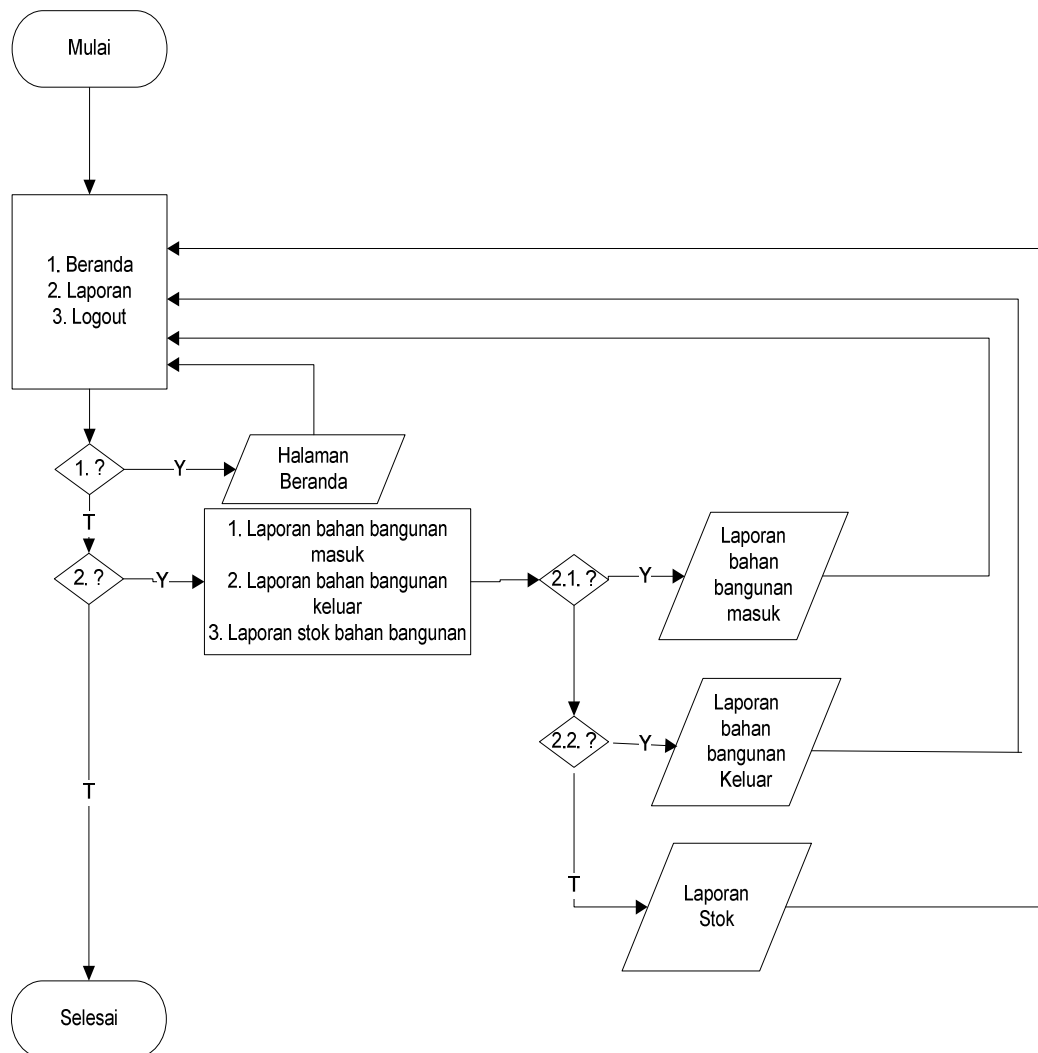 Mulai
1. Beranda
2. Laporan
3. Logout
1. ?
Y
Halaman
Beranda
T
2. ?
Y
1. Laporan bahan bangunan
masuk
2. Laporan bahan bangunan
keluar
3. Laporan stok bahan bangunan
2.1. ?
Y
Laporan
bahan
bangunan
masuk
2.2. ?
Y
Laporan
bahan
bangunan
Keluar
T
T
Laporan
Stok
Selesai